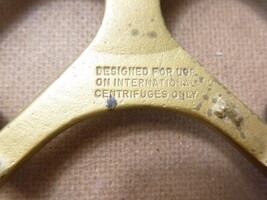 DESIGNED FOR USE
ON INTERNATIONAL
CENTRIFUGES ONLY